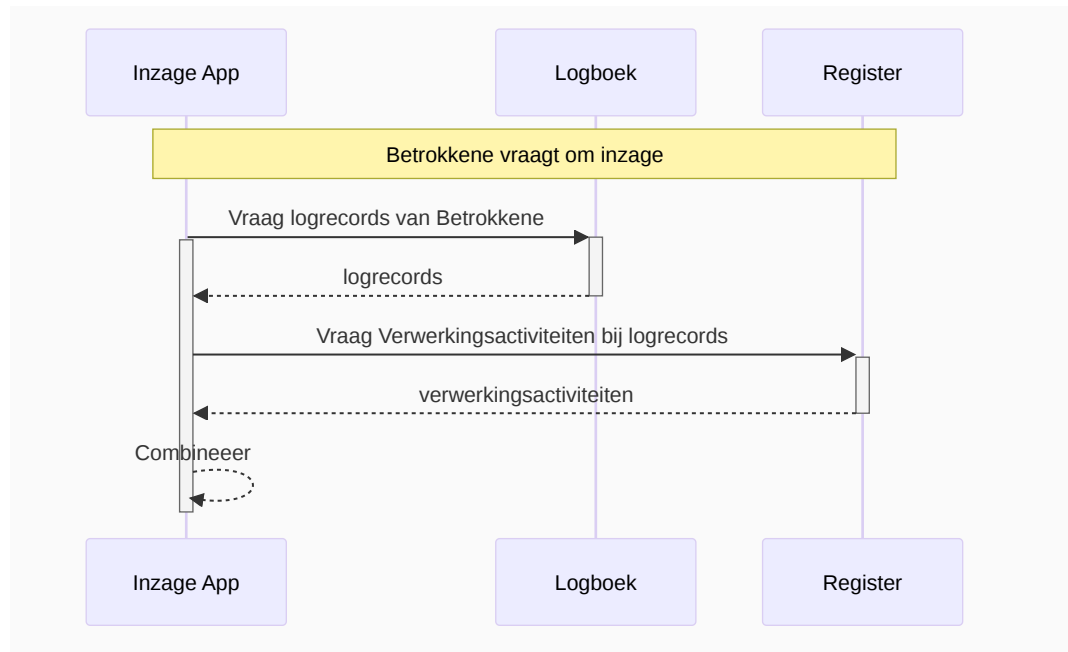 Inzage App
Logboek
Register
Betrokkene vraagt om inzage
Vraag logrecords van Betrokkene
logrecords
Vraag Verwerkingsactiviteiten bij logrecords
verwerkingsactiviteiten
Combineeer
Inzage App
Logboek
Register